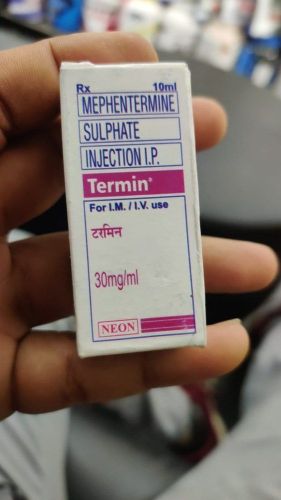 Rx 10ml
MEPHENTERMINE
SULPHATE
INJECTION I.P.
Termin®
For I.M. / I.V. use
टरमिन
30mg/ml
NEON